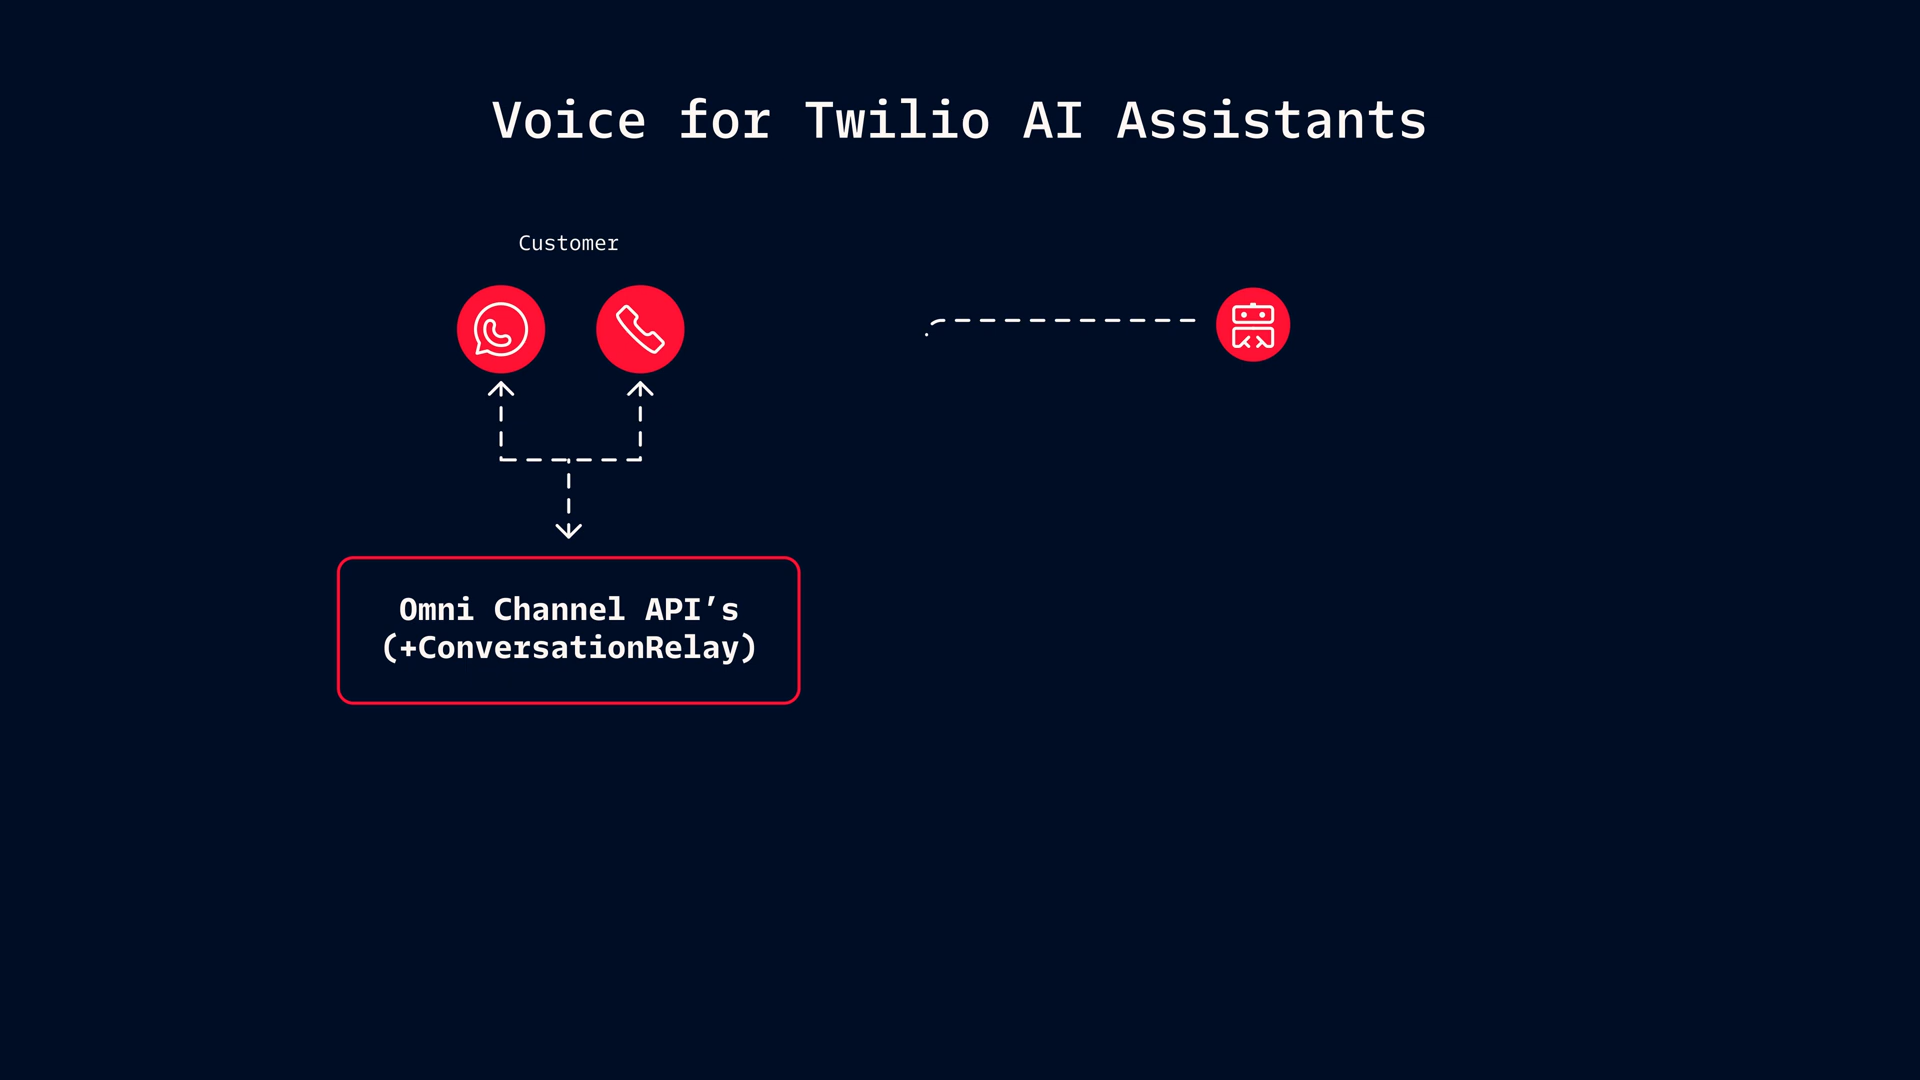 Voice for Twilio AI Assistants
Customer
Omni Channel API’s
(+ConversationRelay)